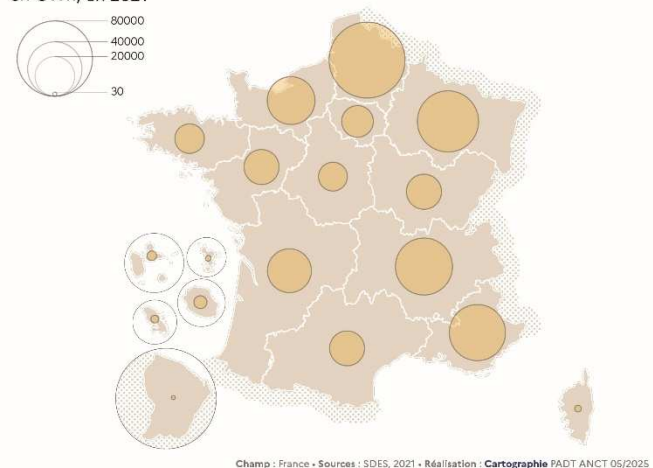 80000
40000
20000
30
Champ : France • Sources : SDES, 2021 • Réalisation : Cartographie PADT ANCT 05/2025